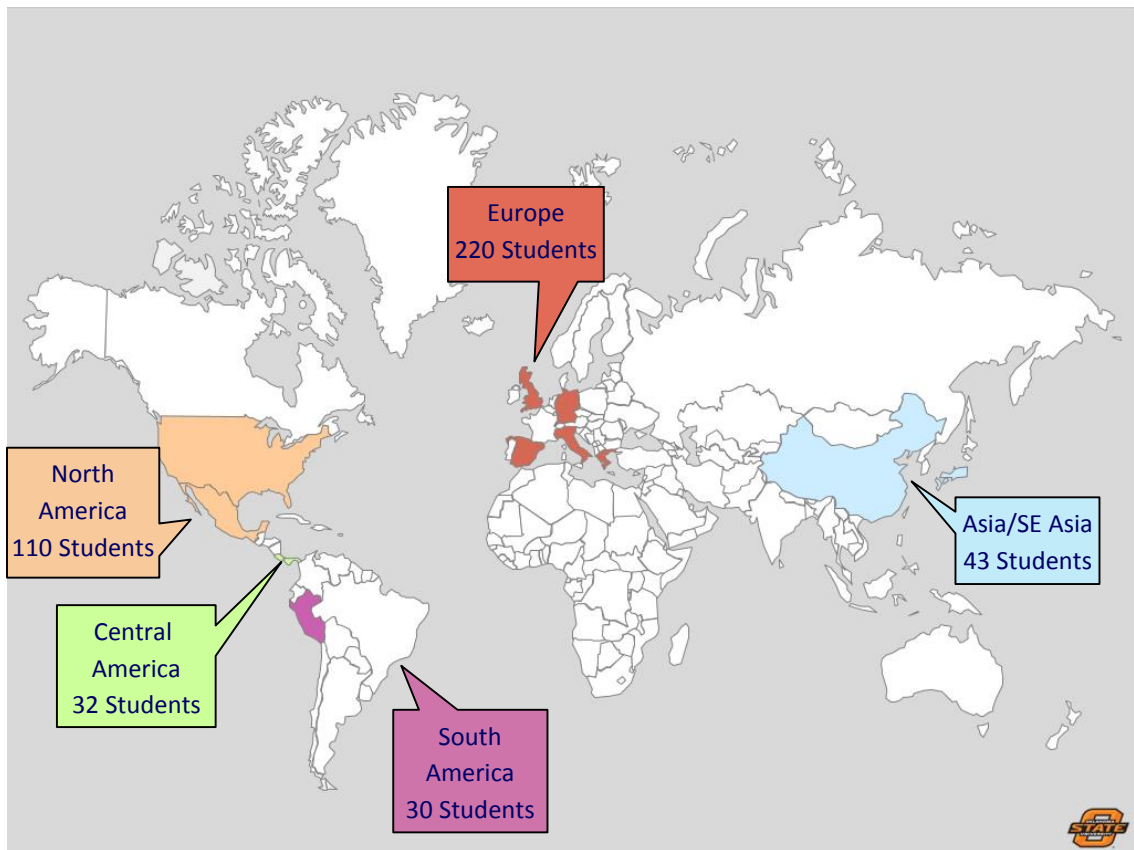 Europe
220 Students
North
America
110 Students
Asia/SE Asia
43 Students
Central
America
32 Students
South
America
30 Students
STATE